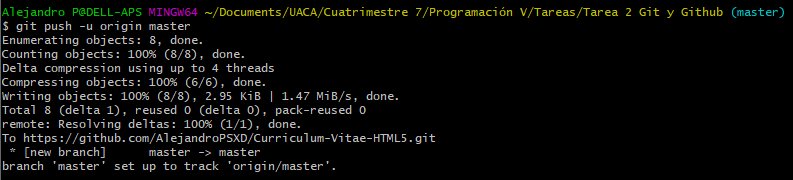 Alejandro P@DELL-APS MINGW64 ~/Documents/UACA/Cuatrimestre 7/Programación V/Tareas/Tarea 2 Git y Github (master)
$ git push -u origin master
Enumerating objects: 8, done.
Counting objects: 100% (8/8), done.
Delta compression using up to 4 threads
Compressing objects: 100% (6/6), done.
Writing objects: 100% (8/8), 2.95 KiB | 1.47 MiB/s, done.
Total 8 (delta 1), reused 0 (delta 0), pack-reused 0
remote: Resolving deltas: 100% (1/1), done.
To https://github.com/AlejandroPSXD/Curriculum-Vitae-HTML5.git
 * [new branch]      master -> master
branch 'master' set up to track 'origin/master'.